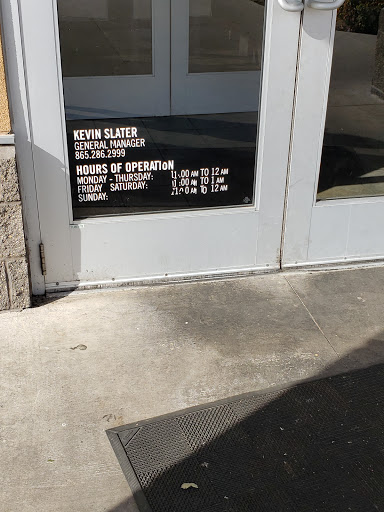 KEVIN SLATER
GENERAL MANAGER
865.286.2999
HOURS OF OPERATION
MONDAY - THURSDAY: 11:00 AM TO 12 AM
FRIDAY SATURDAY: 11:00 AM TO 1 AM
SUNDAY: AM TO 12 AM